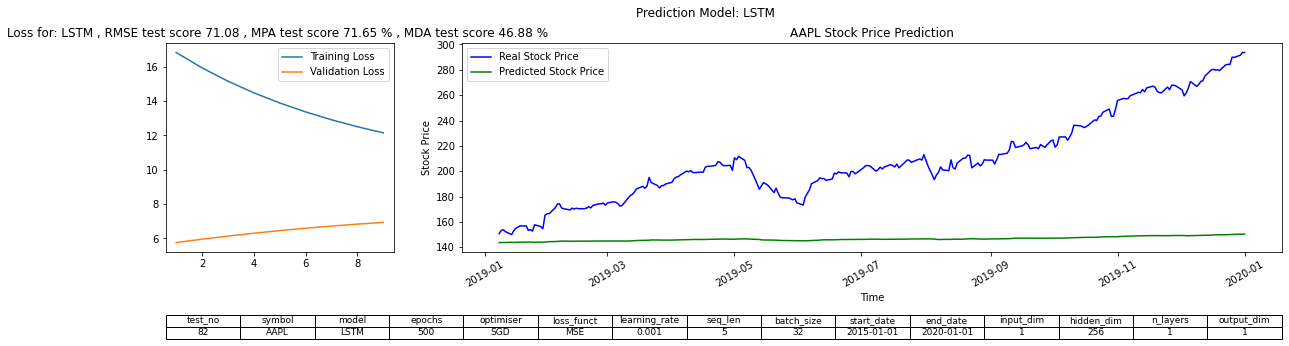 Prediction Model: LSTM
Loss for: LSTM , RMSE test score 71.08 , MPA test score 71.65 % , MDA test score 46.88 %
Training Loss
Validation Loss
16
14
12
10
8
6
2 4 6 8
AAPL Stock Price Prediction
Real Stock Price
Predicted Stock Price
Stock Price
300
280
260
240
220
200
180
160
140
2019-01 2019-03 2019-05 2019-07 2019-09 2019-11 2020-01
Time
test_no symbol model epochs optimiser loss_funct learning_rate seq_len batch_size start_date end_date input_dim hidden_dim n_layers output_dim
82 AAPL LSTM 500 SGD MSE 0.001 5 32 2015-01-01 2020-01-01 1 256 1 1